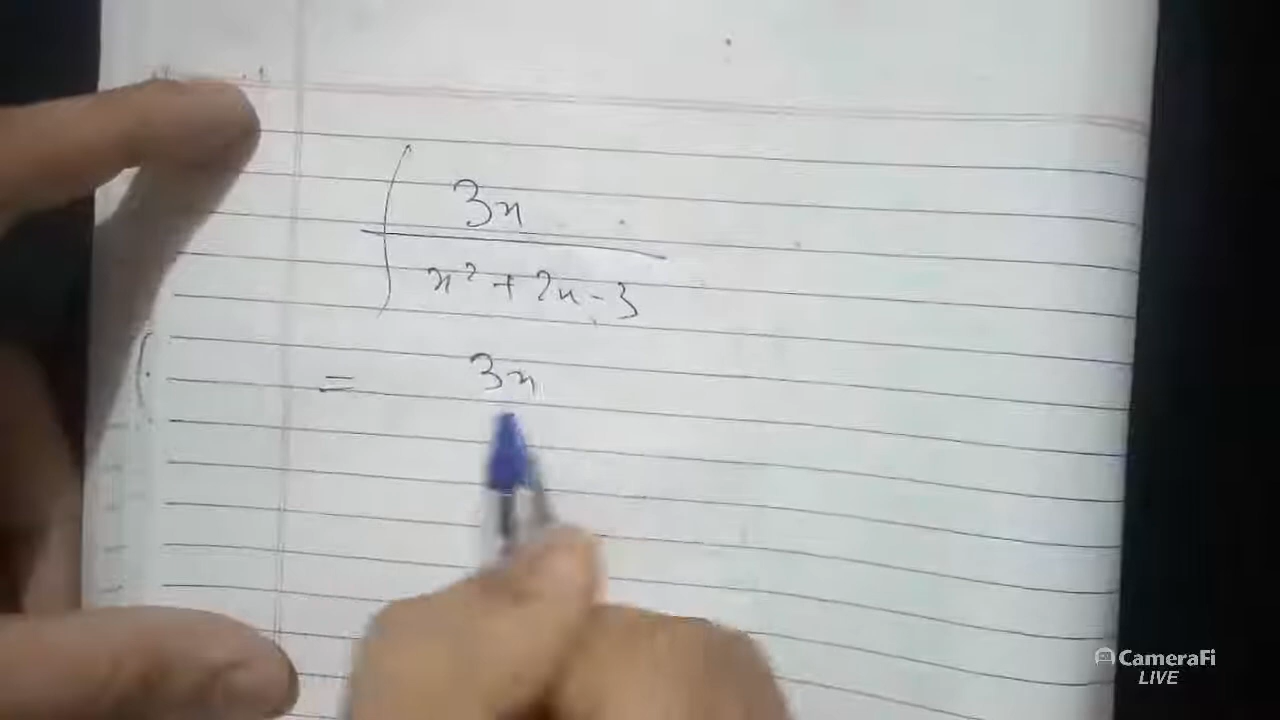 ∫ 3x / x² + 2x - 3
= 3x
CameraFi
LIVE